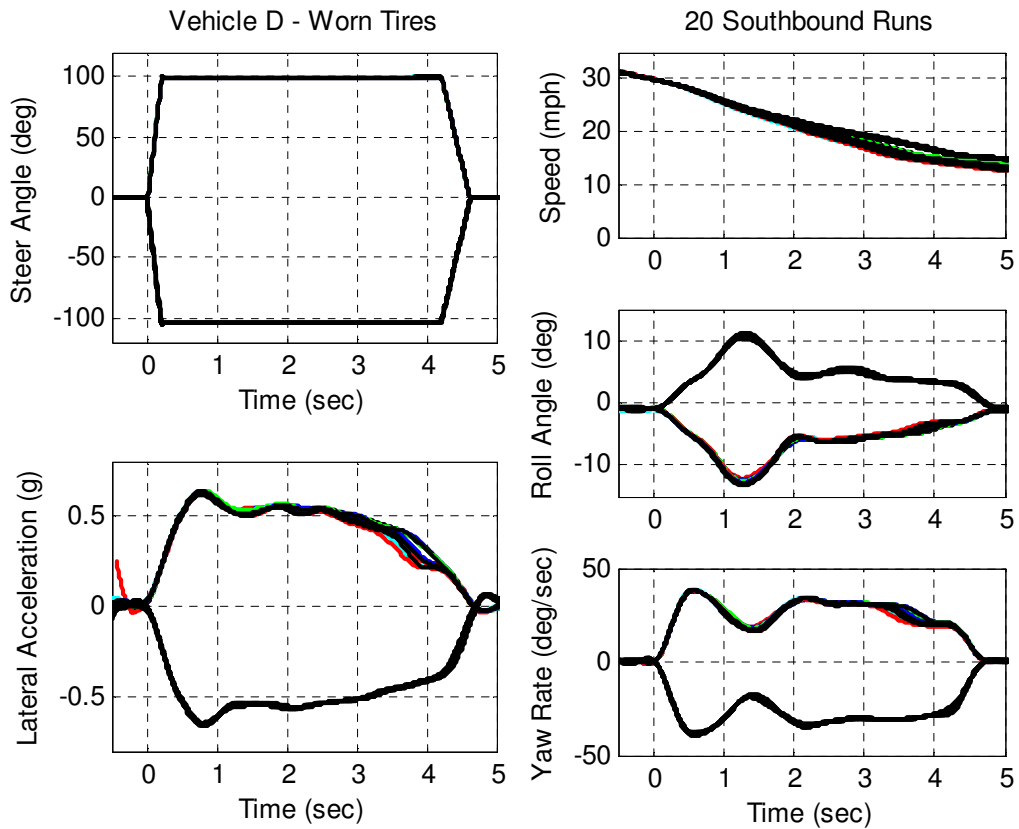 Vehicle D - Worn Tires
20 Southbound Runs
Steer Angle (deg)
100
50
0
-50
-100
0 1 2 3 4 5
Time (sec)
Speed (mph)
30
20
10
0
0 1 2 3 4 5
Roll Angle (deg)
10
0
-10
0 1 2 3 4 5
Lateral Acceleration (g)
0.5
0
-0.5
0 1 2 3 4 5
Time (sec)
Yaw Rate (deg/sec)
50
0
-50
0 1 2 3 4 5
Time (sec)